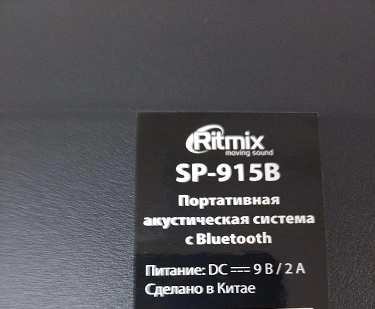 Ritmix
moving sound
SP-915B
Портативная
акустическая система
с Bluetooth
Питание: DC ⎓ 9 В / 2 А
Сделано в Китае